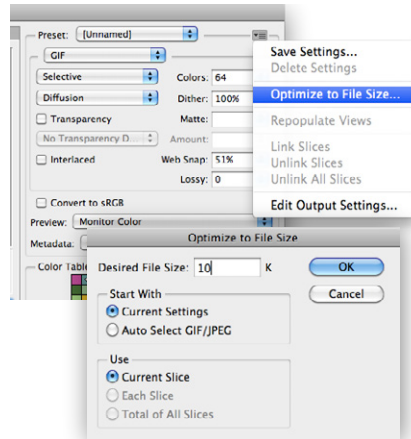 Preset: [Unnamed]
GIF
Selective Colors: 64
Diffusion Dither: 100%
Transparency Matte:
No Transparency D... Amount:
Interlaced Web Snap: 51%
Lossy: 0
Convert to sRGB
Preview: Monitor Color
Metadata:
Color Table
Save Settings...
Delete Settings
Optimize to File Size...
Repopulate Views
Link Slices
Unlink Slices
Unlink All Slices
Edit Output Settings...
Optimize to File Size
Desired File Size: 10 K
OK
Cancel
Start With
Current Settings
Auto Select GIF/JPEG
Use
Current Slice
Each Slice
Total of All Slices